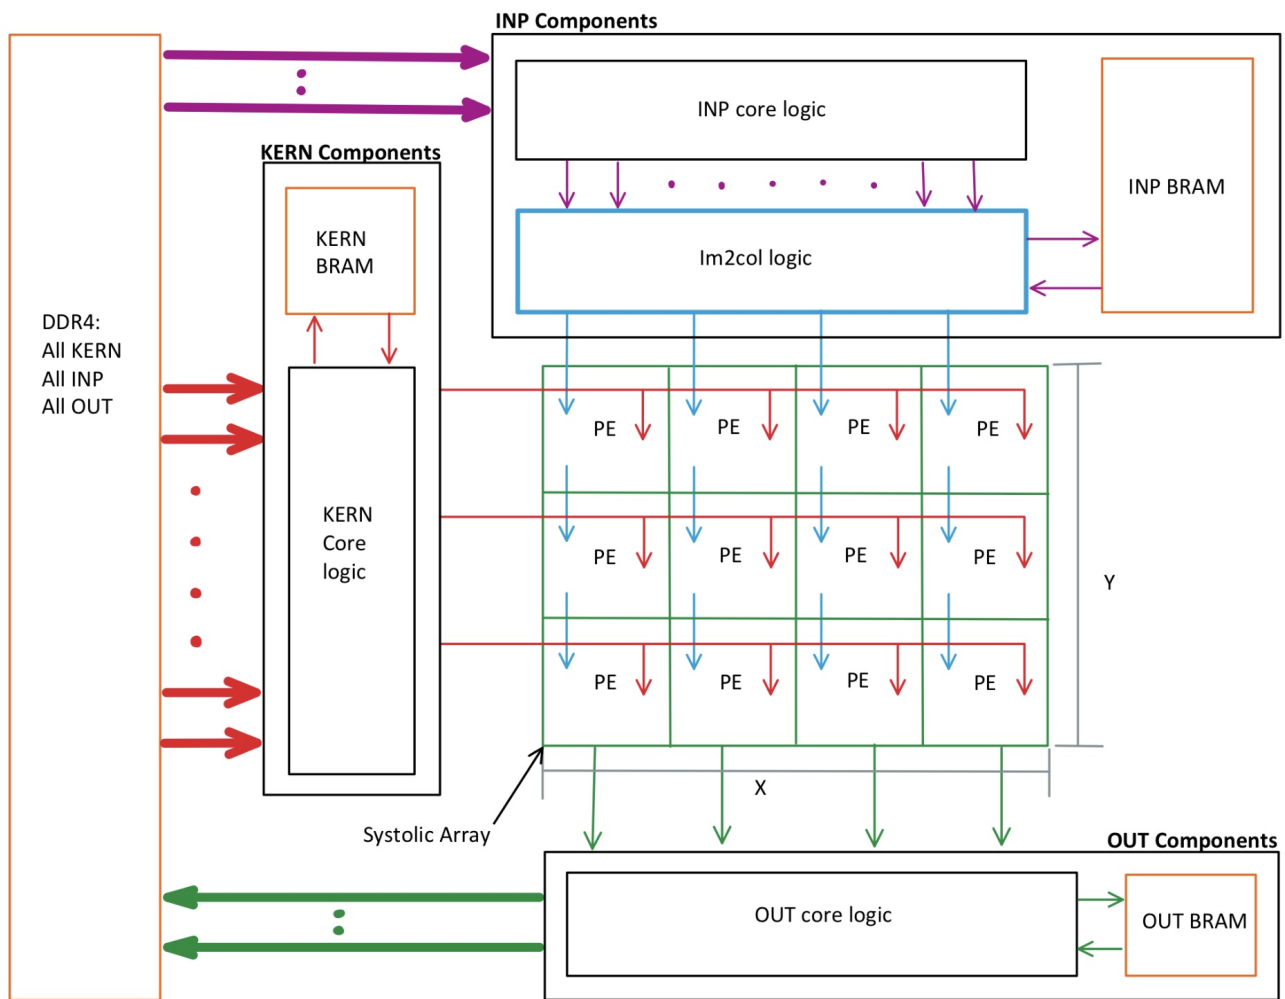 INP Components
INP core logic
INP BRAM
KERN Components
KERN
BRAM
Im2col logic
DDR4:
All KERN
All INP
All OUT
KERN
Core
logic
PE PE PE PE
PE PE PE PE
PE PE PE PE
Y
X
Systolic Array
OUT Components
OUT core logic
OUT BRAM